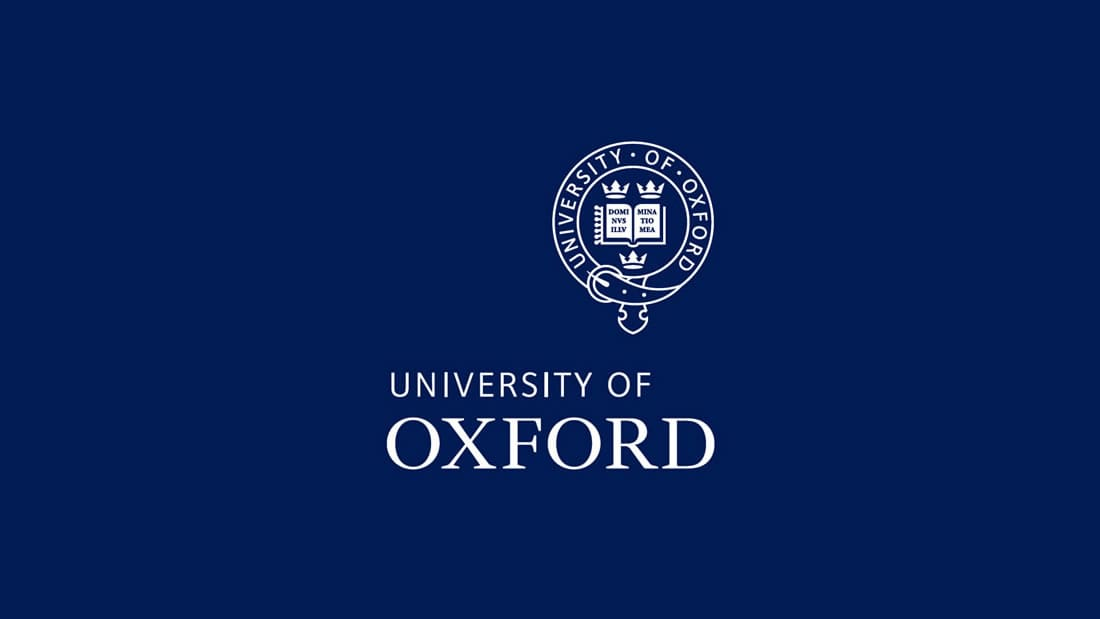 UNIVERSITY · OF · OXFORD
DOMI
NVS
ILLV
MINA
TIO
MEA
UNIVERSITY OF
OXFORD